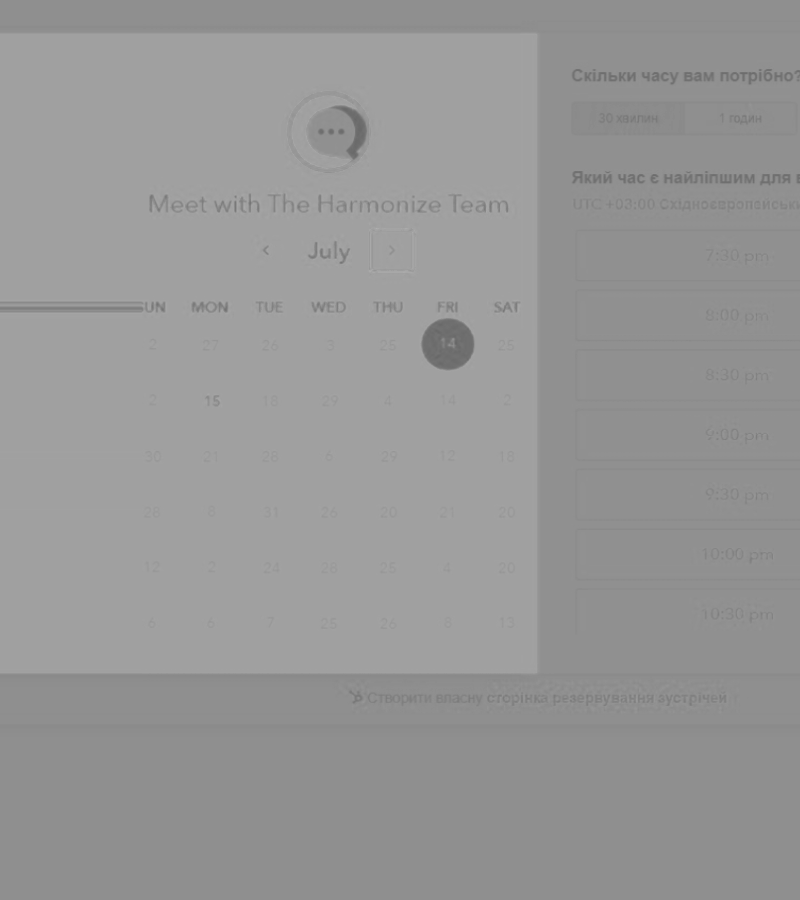 Meet with The Harmonize Team
July
SUN MON TUE WED THU FRI SAT
2 27 26 3 25 14 25
2 15 18 29 4 14 2
30 21 26 6 29 12 18
28 8 31 26 20 21 20
12 2 24 26 25 4 20
6 6 7 25 26 8 13
Скільки часу вам потрібно?
30 хвилин 1 годин
Який час є найліпшим для
UTC +03:00 Східноєвропейськ
7:30 pm
8:00 pm
8:30 pm
9:00 pm
9:30 pm
10:00 pm
10:30 pm
Створити власну сторінка резервування зустрічей